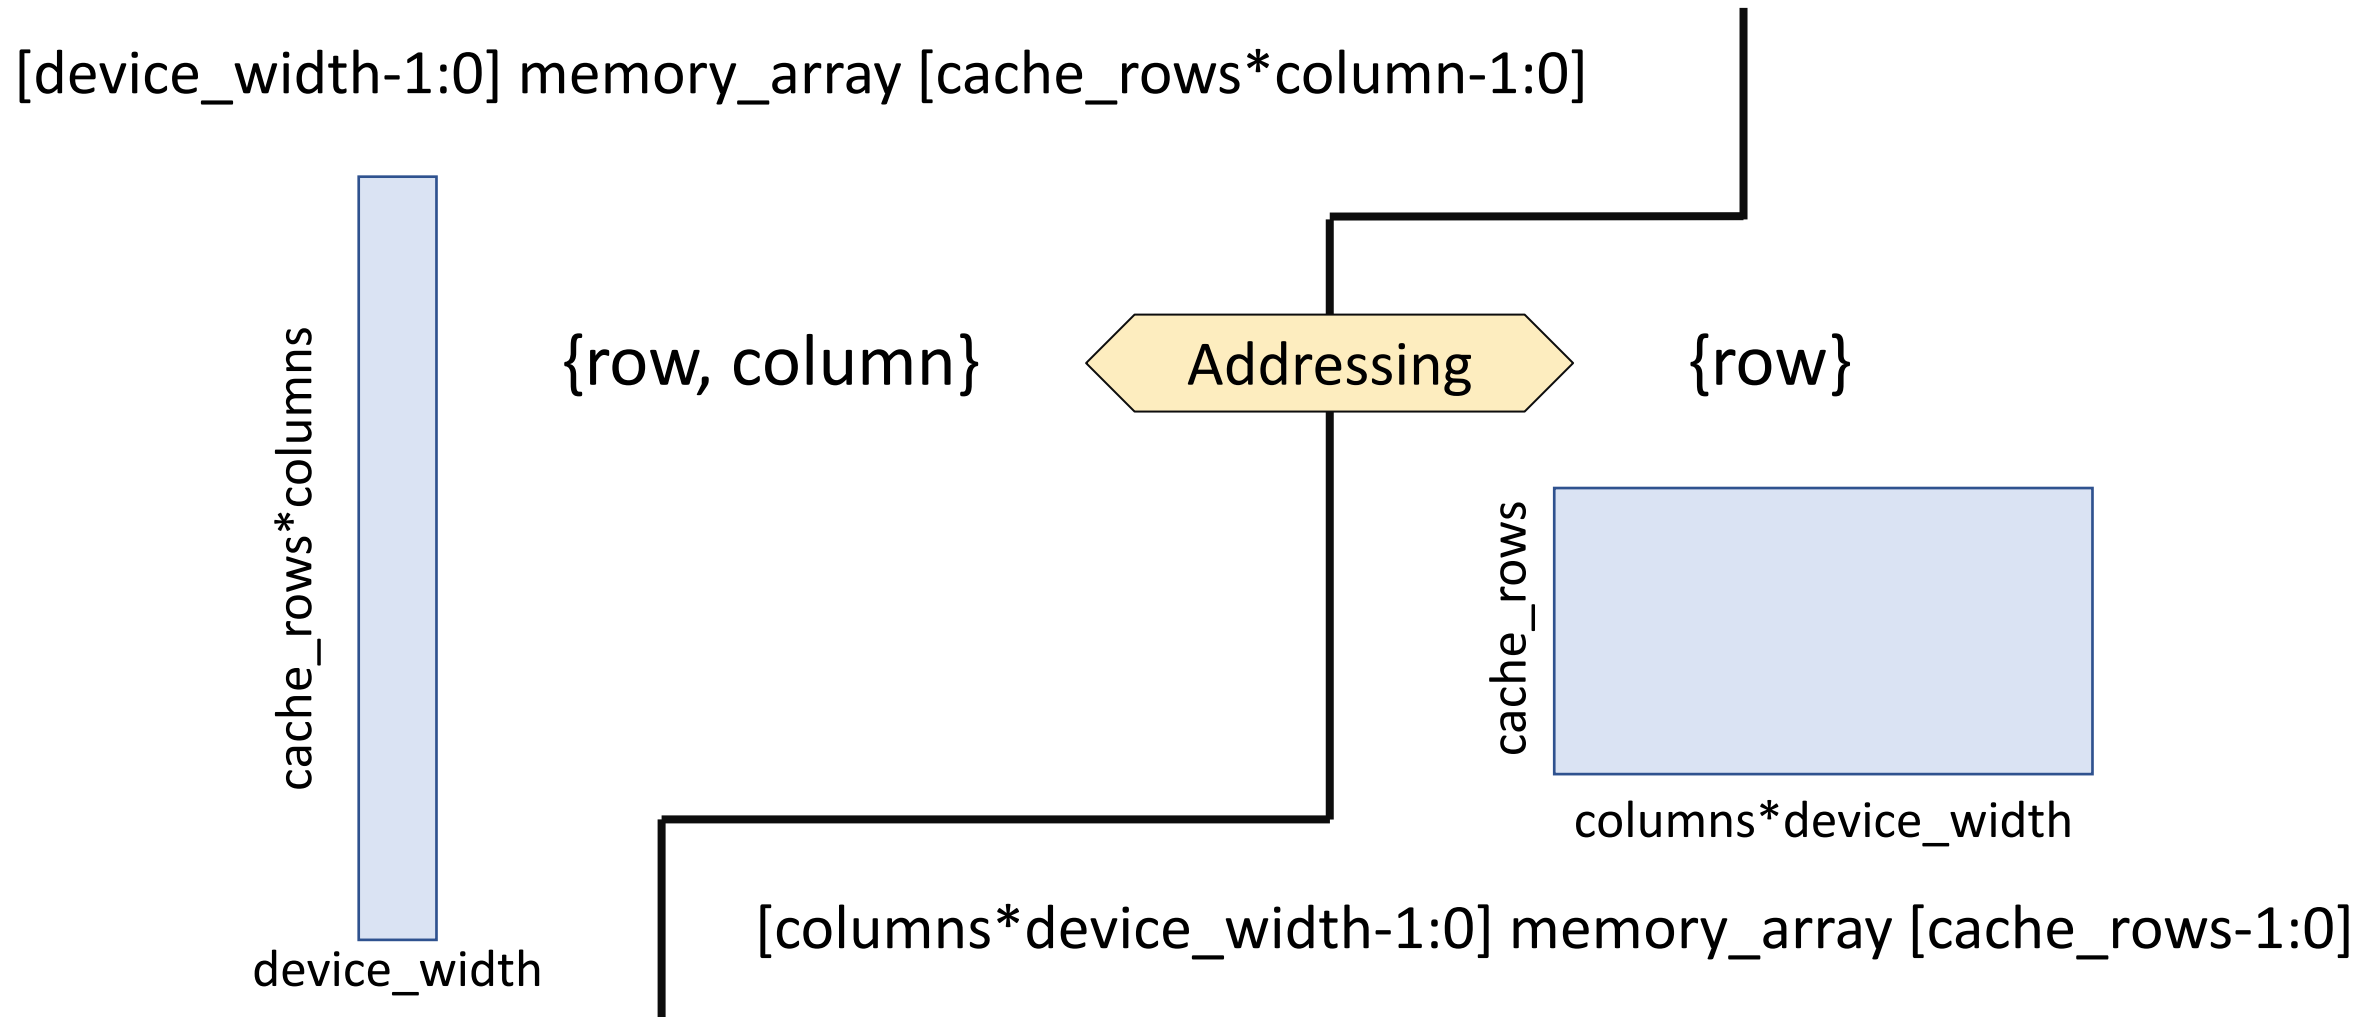 [device_width-1:0] memory_array [cache_rows*column-1:0]
cache_rows*columns
device_width
{row, column}
Addressing
{row}
cache_rows
columns*device_width
[columns*device_width-1:0] memory_array [cache_rows-1:0]